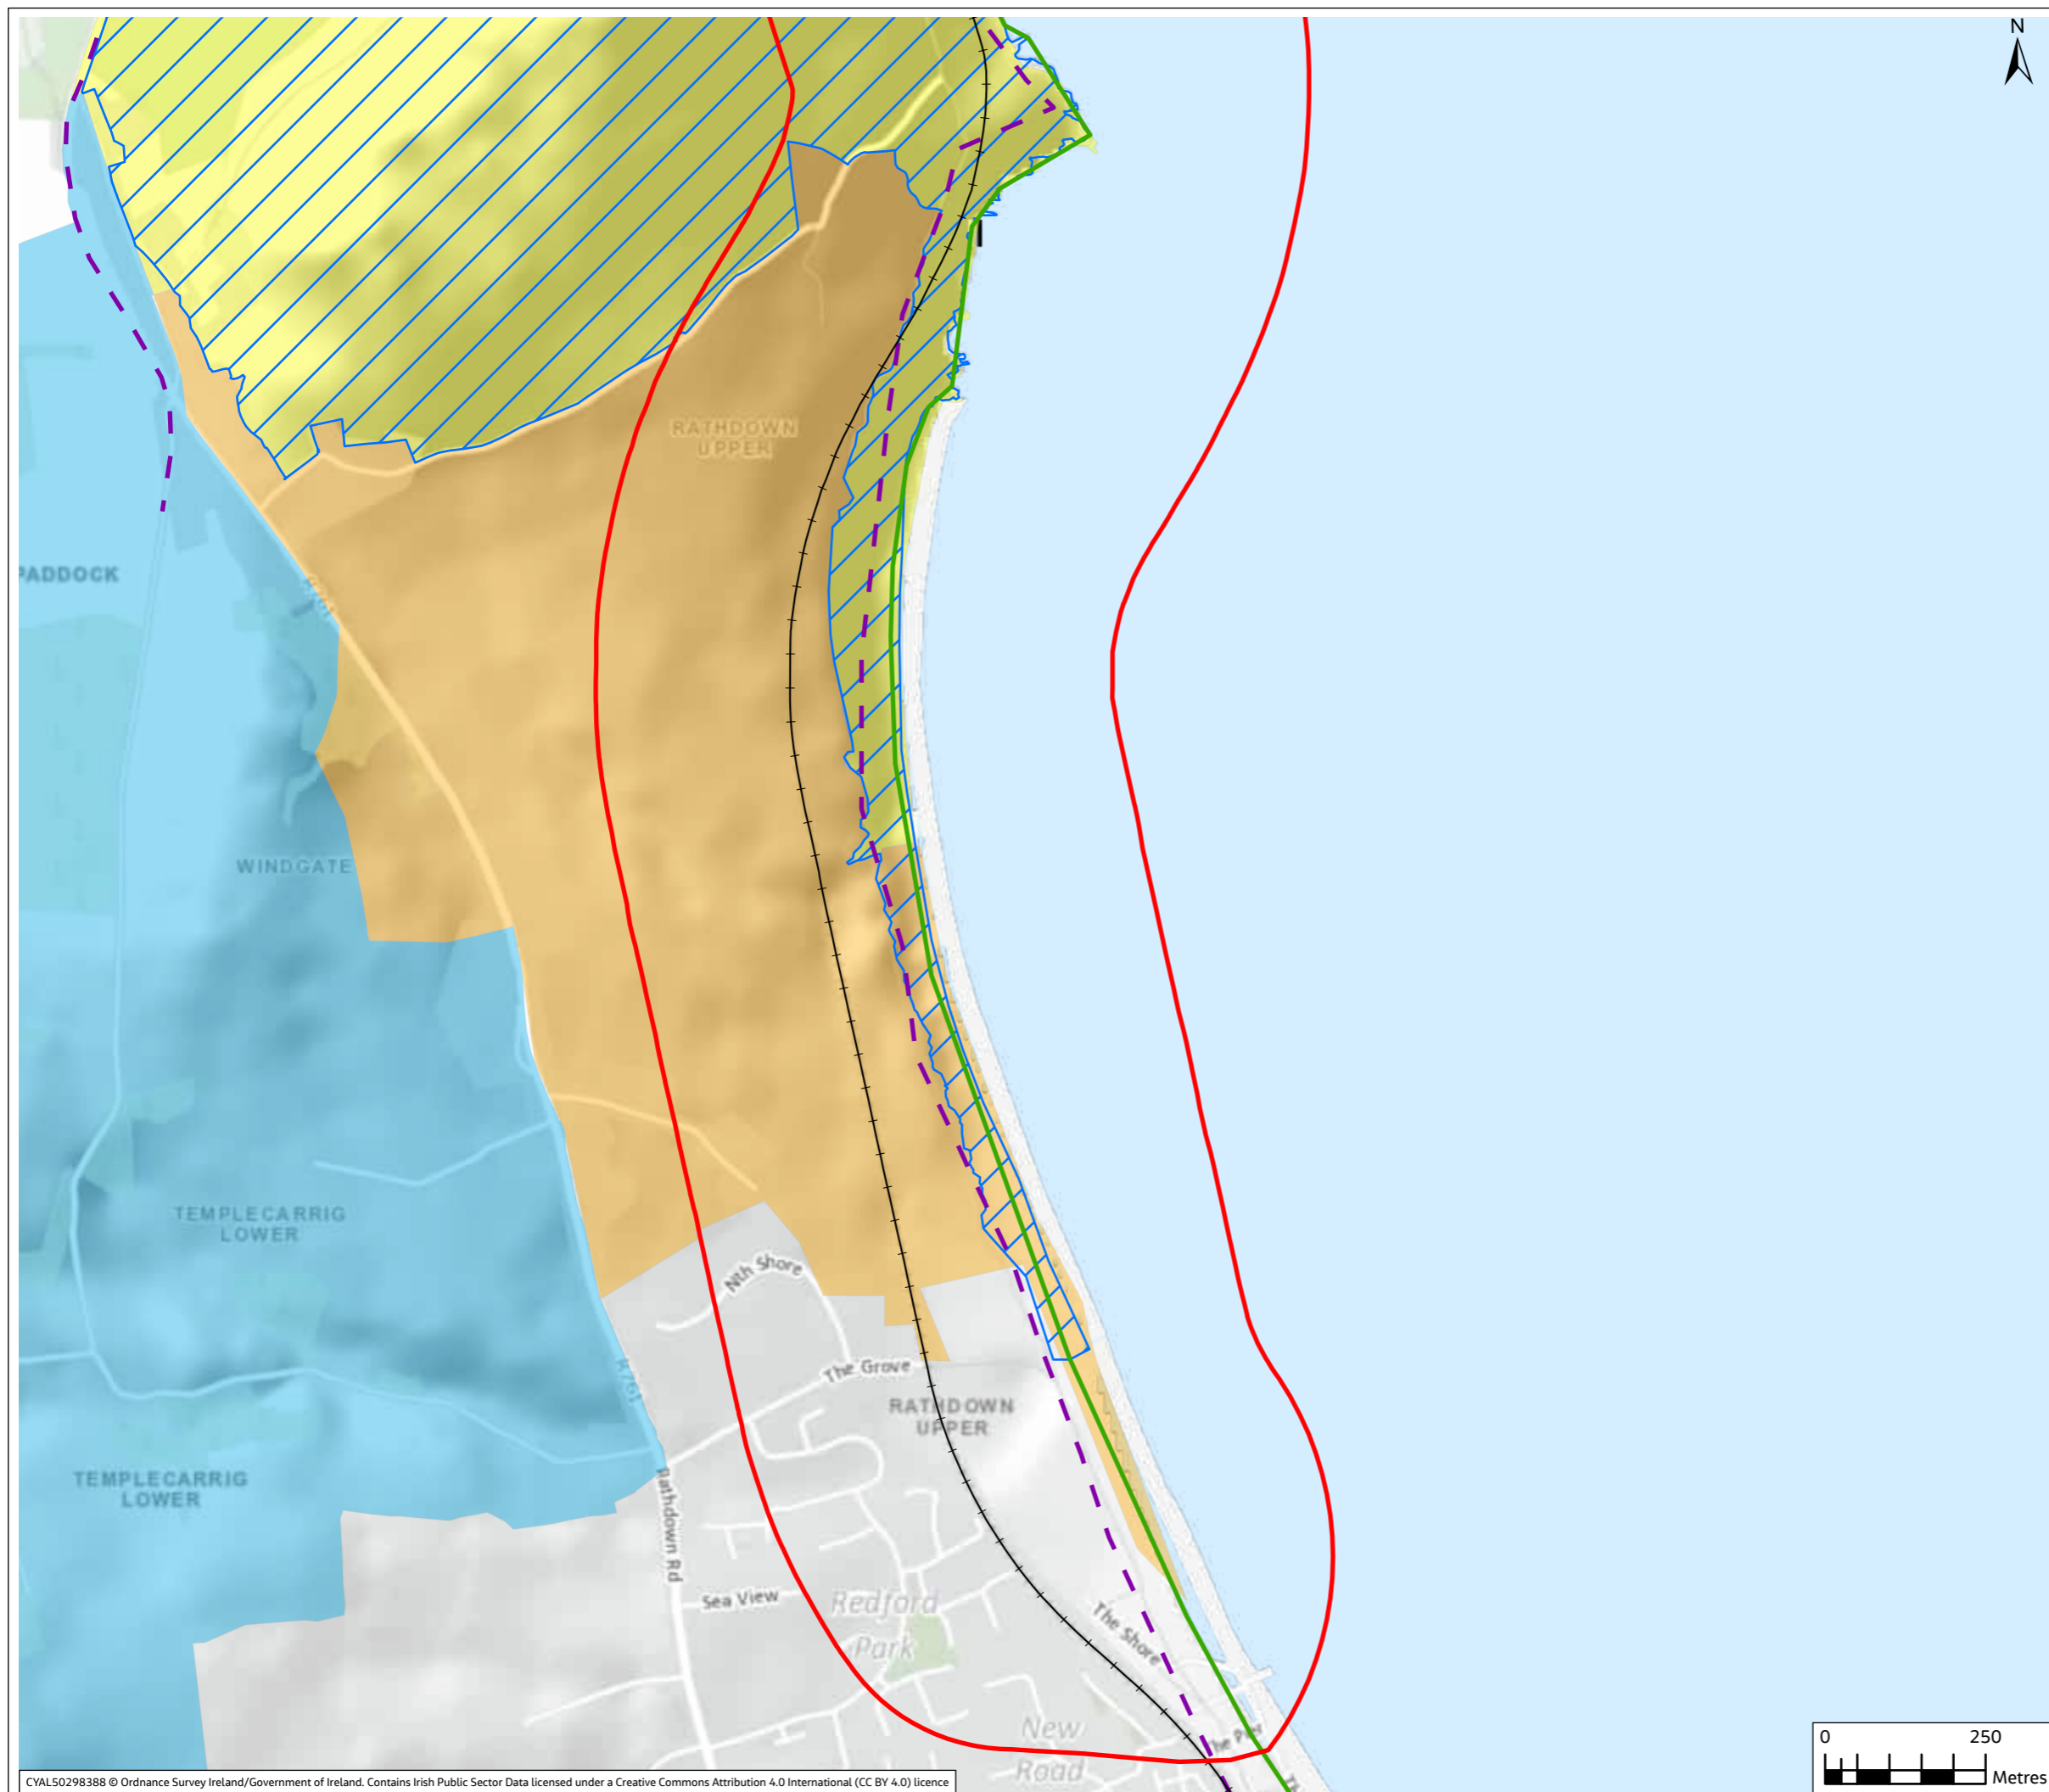 N
RATHDOWN
UPPER
PADDOCK
R761
WINDGATE
TEMPLECARRIG
LOWER
Nth Shore
The Grove
R761
RATHDOWN
UPPER
TEMPLECARRIG
LOWER
Rathdown Rd
Sea View
Redford
Park
The Shore
New
Road
0 250
Metres
CYAL50298388 © Ordnance Survey Ireland/Government of Ireland. Contains Irish Public Sector Data licensed under a Creative Commons Attribution 4.0 International (CC BY 4.0) licence